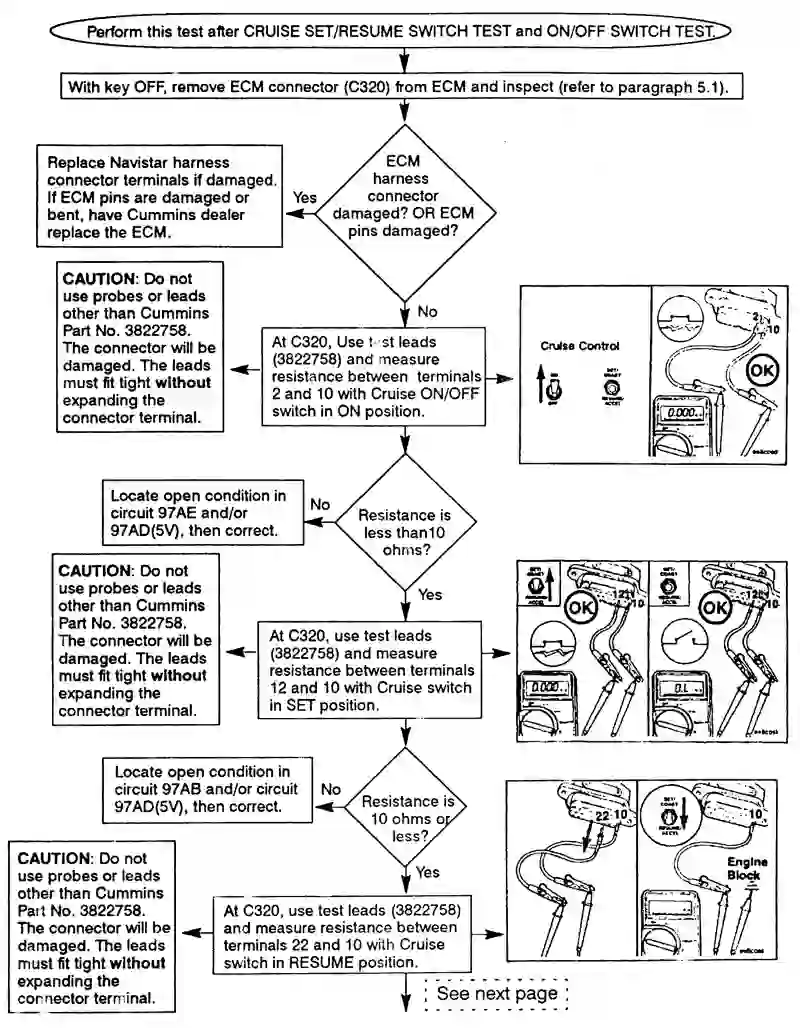 Perform this test after CRUISE SET/RESUME SWITCH TEST and ON/OFF SWITCH TEST.
With key OFF, remove ECM connector (C320) from ECM and inspect (refer to paragraph 5.1).
ECM
harness
connector
damaged? OR ECM
pins damaged?
Yes
Replace Navistar harness
connector terminals if damaged.
If ECM pins are damaged or
bent, have Cummins dealer
replace the ECM.
No
CAUTION: Do not
use probes or leads
other than Cummins
Part No. 3822758.
The connector will be
damaged. The leads
must fit tight without
expanding the
connector terminal.
At C320, Use test leads
(3822758) and measure
resistance between terminals
2 and 10 with Cruise ON/OFF
switch in ON position.
Cruise Control
ON
OFF
SET/
COAST
RESUME/
ACCEL
2
10
OK
0.000
Resistance is
less than10
ohms?
No
Locate open condition in
circuit 97AE and/or
97AD(5V), then correct.
Yes
CAUTION: Do not
use probes or leads
other than Cummins
Part No. 3822758.
The connector will be
damaged. The leads
must fit tight without
expanding the
connector terminal.
At C320, use test leads
(3822758) and measure
resistance between terminals
12 and 10 with Cruise switch
in SET position.
SET/
COAST
RESUME/
ACCEL
12
10
OK
0.000
SET/
COAST
RESUME/
ACCEL
12
10
OK
0.L
Resistance is
10 ohms or
less?
No
Locate open condition in
circuit 97AB and/or circuit
97AD(5V), then correct.
Yes
CAUTION: Do not
use probes or leads
other than Cummins
Part No. 3822758.
The connector will be
damaged. The leads
must fit tight without
expanding the
connector terminal.
At C320, use test leads (3822758)
and measure resistance between
terminals 22 and 10 with Cruise
switch in RESUME position.
22 10
SET/
COAST
RESUME/
ACCEL
10
Engine
Block
See next page